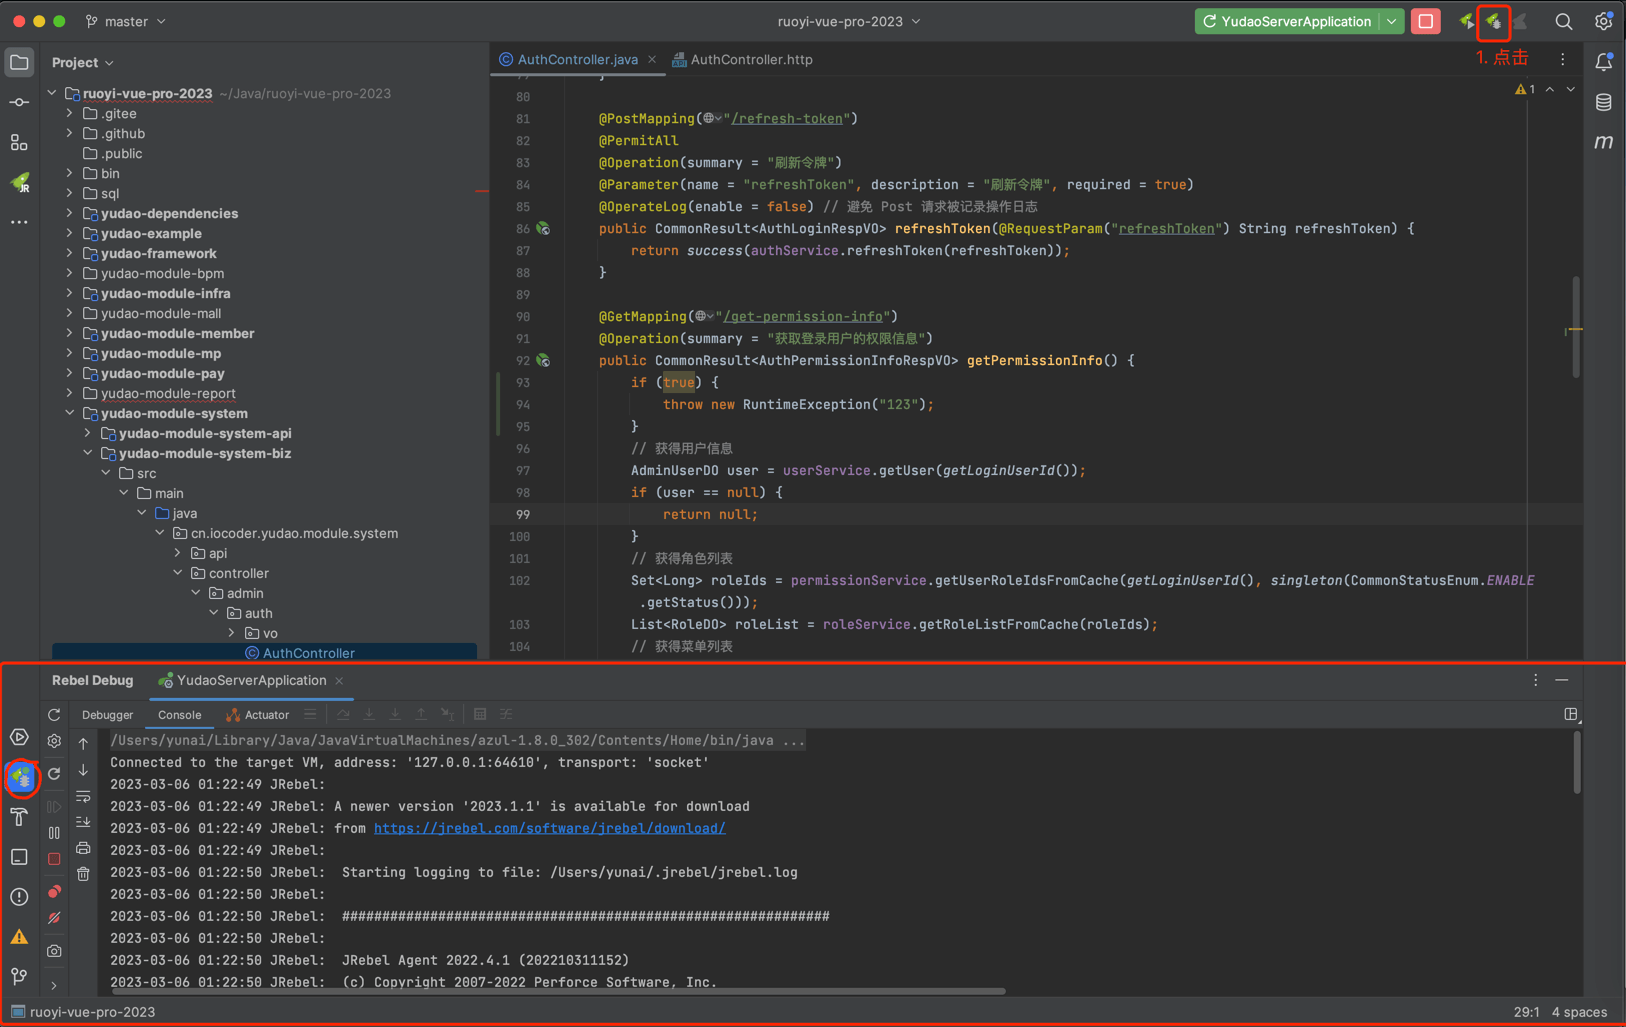 master
ruoyi-vue-pro-2023
YudaoServerApplication
1. 点击
Project
AuthController.java
AuthController.http
ruoyi-vue-pro-2023 ~/Java/ruoyi-vue-pro-2023
.gitee
.github
.public
bin
sql
yudao-dependencies
yudao-example
yudao-framework
yudao-module-bpm
yudao-module-infra
yudao-module-mall
yudao-module-member
yudao-module-mp
yudao-module-pay
yudao-module-report
yudao-module-system
yudao-module-system-api
yudao-module-system-biz
src
main
java
cn.iocoder.yudao.module.system
api
controller
admin
auth
vo
AuthController
1
80
81 @PostMapping("/refresh-token")
82 @PermitAll
83 @Operation(summary = "刷新令牌")
84 @Parameter(name = "refreshToken", description = "刷新令牌", required = true)
85 @OperateLog(enable = false) // 避免 Post 请求被记录操作日志
86 public CommonResult<AuthLoginRespVO> refreshToken(@RequestParam("refreshToken") String refreshToken) {
87 return success(authService.refreshToken(refreshToken));
88 }
89
90 @GetMapping("/get-permission-info")
91 @Operation(summary = "获取登录用户的权限信息")
92 public CommonResult<AuthPermissionInfoRespVO> getPermissionInfo() {
93 if (true) {
94 throw new RuntimeException("123");
95 }
96 // 获得用户信息
97 AdminUserDO user = userService.getUser(getLoginUserId());
98 if (user == null) {
99 return null;
100 }
101 // 获得角色列表
102 Set<Long> roleIds = permissionService.getUserRoleIdsFromCache(getLoginUserId(), singleton(CommonStatusEnum.ENABLE
.getStatus()));
103 List<RoleDO> roleList = roleService.getRoleListFromCache(roleIds);
104 // 获得菜单列表
m
JR
Rebel Debug
YudaoServerApplication
Debugger
Console
Actuator
/Users/yunai/Library/Java/JavaVirtualMachines/azul-1.8.0_302/Contents/Home/bin/java ...
Connected to the target VM, address: '127.0.0.1:64610', transport: 'socket'
2023-03-06 01:22:49 JRebel:
2023-03-06 01:22:49 JRebel: A newer version '2023.1.1' is available for download
2023-03-06 01:22:49 JRebel: from https://jrebel.com/software/jrebel/download/
2023-03-06 01:22:49 JRebel:
2023-03-06 01:22:50 JRebel: Starting logging to file: /Users/yunai/.jrebel/jrebel.log
2023-03-06 01:22:50 JRebel:
2023-03-06 01:22:50 JRebel: #############################################################
2023-03-06 01:22:50 JRebel:
2023-03-06 01:22:50 JRebel: JRebel Agent 2022.4.1 (202210311152)
2023-03-06 01:22:50 JRebel: (c) Copyright 2007-2022 Perforce Software, Inc.
ruoyi-vue-pro-2023
29:1 4 spaces